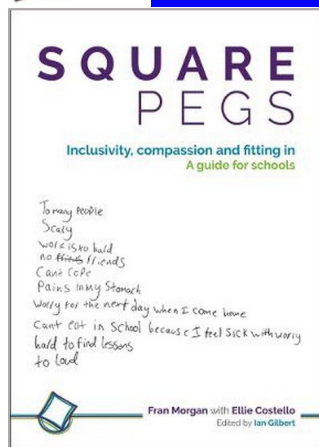 SQUARE
PEGS
Inclusivity, compassion and fitting in
A guide for schools
To many people
Scary
work is to hard
no friends friends
Cant cope
Pains in my Stomach
Worry for the next day when I come home
Cant eat in School because I feel Sick with worry
hard to find lessons
to loud
Fran Morgan with Ellie Costello
Edited by Ian Gilbert